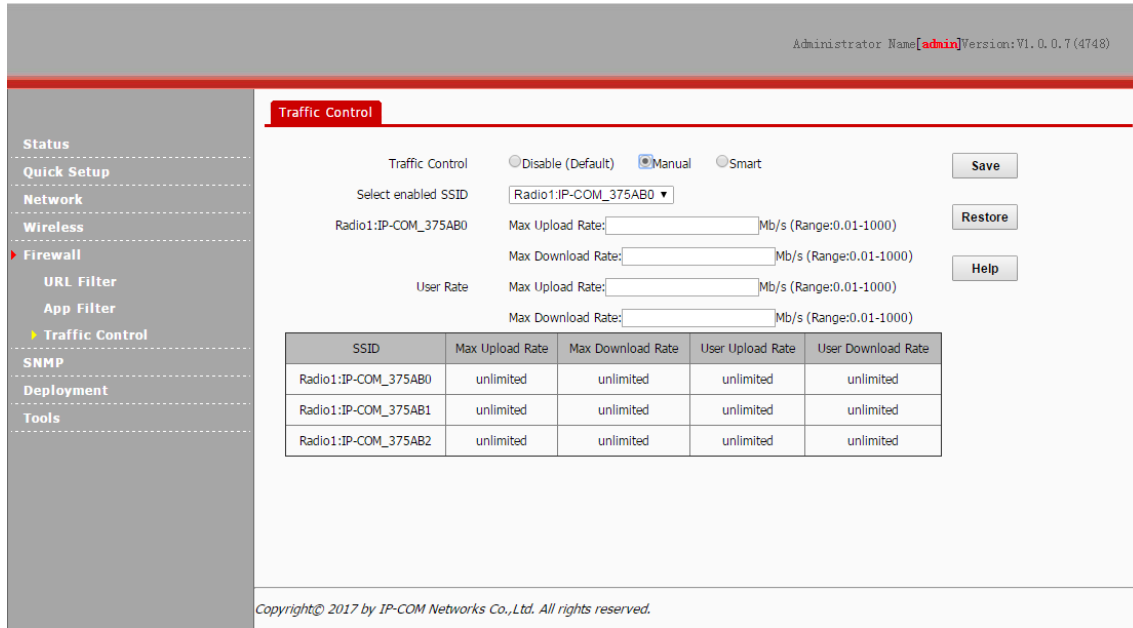 Administrator Name[admin]Version:V1.0.0.7(4748)
Traffic Control
Status
Quick Setup
Network
Wireless
Firewall
URL Filter
App Filter
Traffic Control
SNMP
Deployment
Tools
Traffic Control Disable (Default) Manual Smart Save
Select enabled SSID Radio1:IP-COM_375AB0
Radio1:IP-COM_375AB0 Max Upload Rate: Mb/s (Range:0.01-1000) Restore
Max Download Rate: Mb/s (Range:0.01-1000)
Help
User Rate Max Upload Rate: Mb/s (Range:0.01-1000)
Max Download Rate: Mb/s (Range:0.01-1000)
SSID Max Upload Rate Max Download Rate User Upload Rate User Download Rate
Radio1:IP-COM_375AB0 unlimited unlimited unlimited unlimited
Radio1:IP-COM_375AB1 unlimited unlimited unlimited unlimited
Radio1:IP-COM_375AB2 unlimited unlimited unlimited unlimited
Copyright© 2017 by IP-COM Networks Co.,Ltd. All rights reserved.